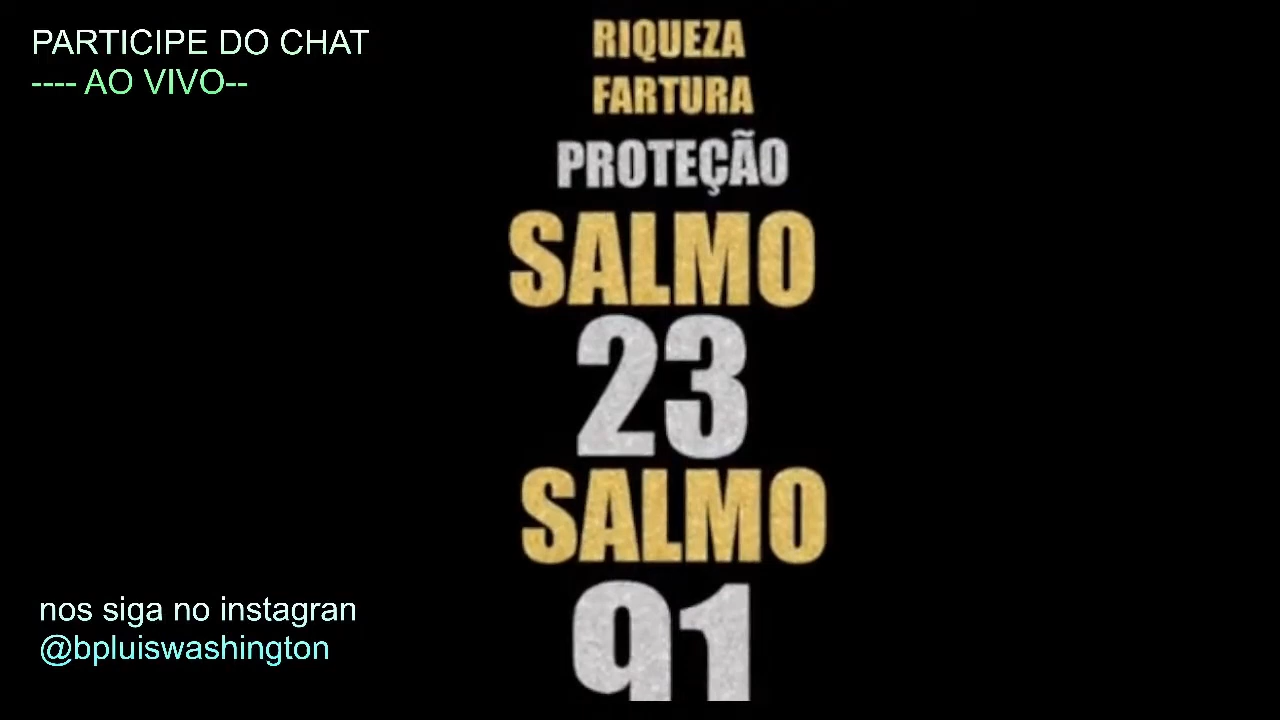 PARTICIPE DO CHAT
---- AO VIVO--
RIQUEZA
FARTURA
PROTEÇÃO
SALMO
23
SALMO
91
nos siga no instagran
@bpluiswashington